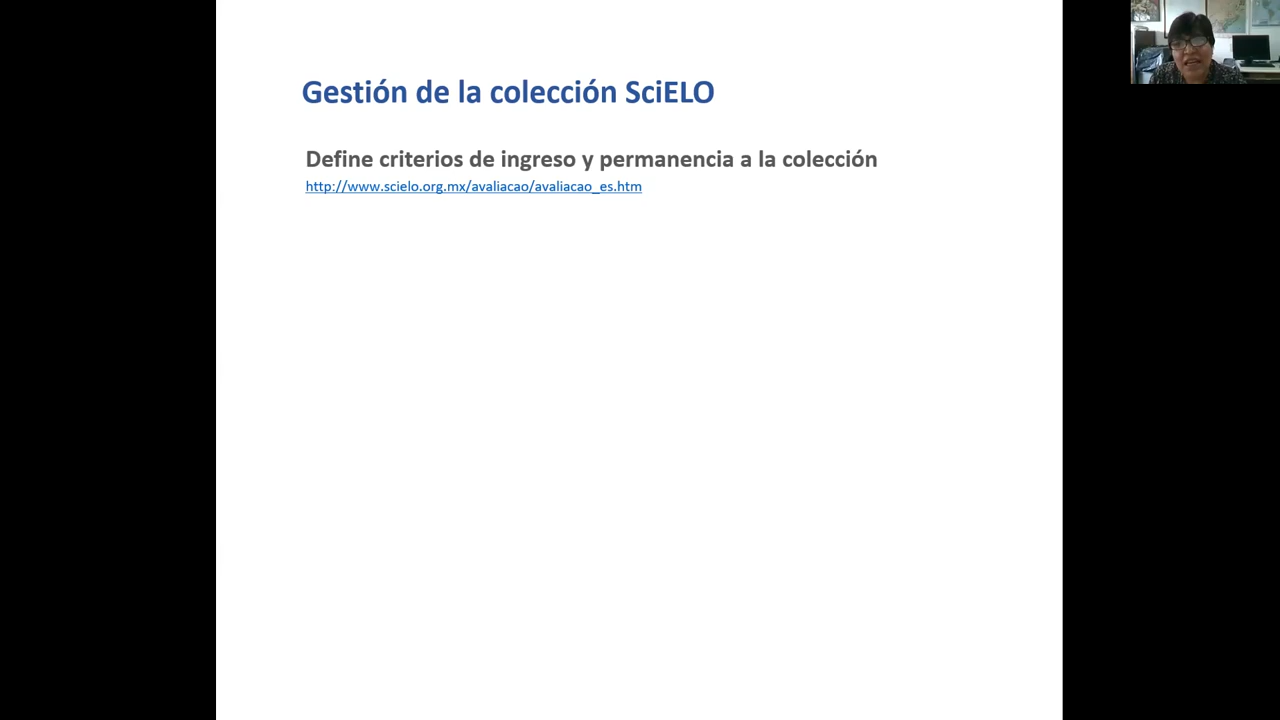 Gestión de la colección SciELO
Define criterios de ingreso y permanencia a la colección
http://www.scielo.org.mx/avaliacao/avaliacao_es.htm